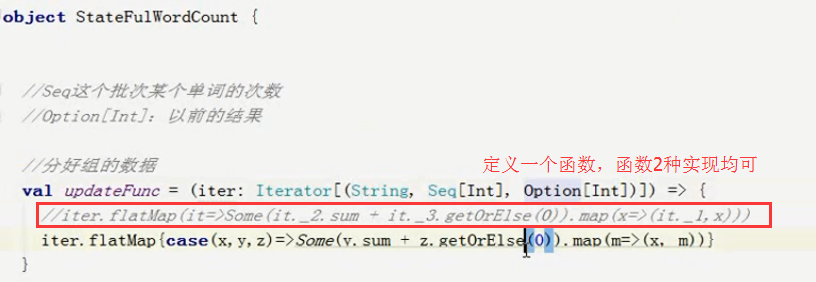 object StateFulWordCount {
//Seq这个批次某个单词的次数
//Option[Int]：以前的结果
//分好组的数据
定义一个函数，函数2种实现均可
val updateFunc = (iter: Iterator[(String, Seq[Int], Option[Int])]) => {
//iter.flatMap(it=>Some(it._2.sum + it._3.getOrElse(0)).map(x=>(it._1,x)))
iter.flatMap{case(x,y,z)=>Some(y.sum + z.getOrElse(0)).map(m=>(x, m))}
}